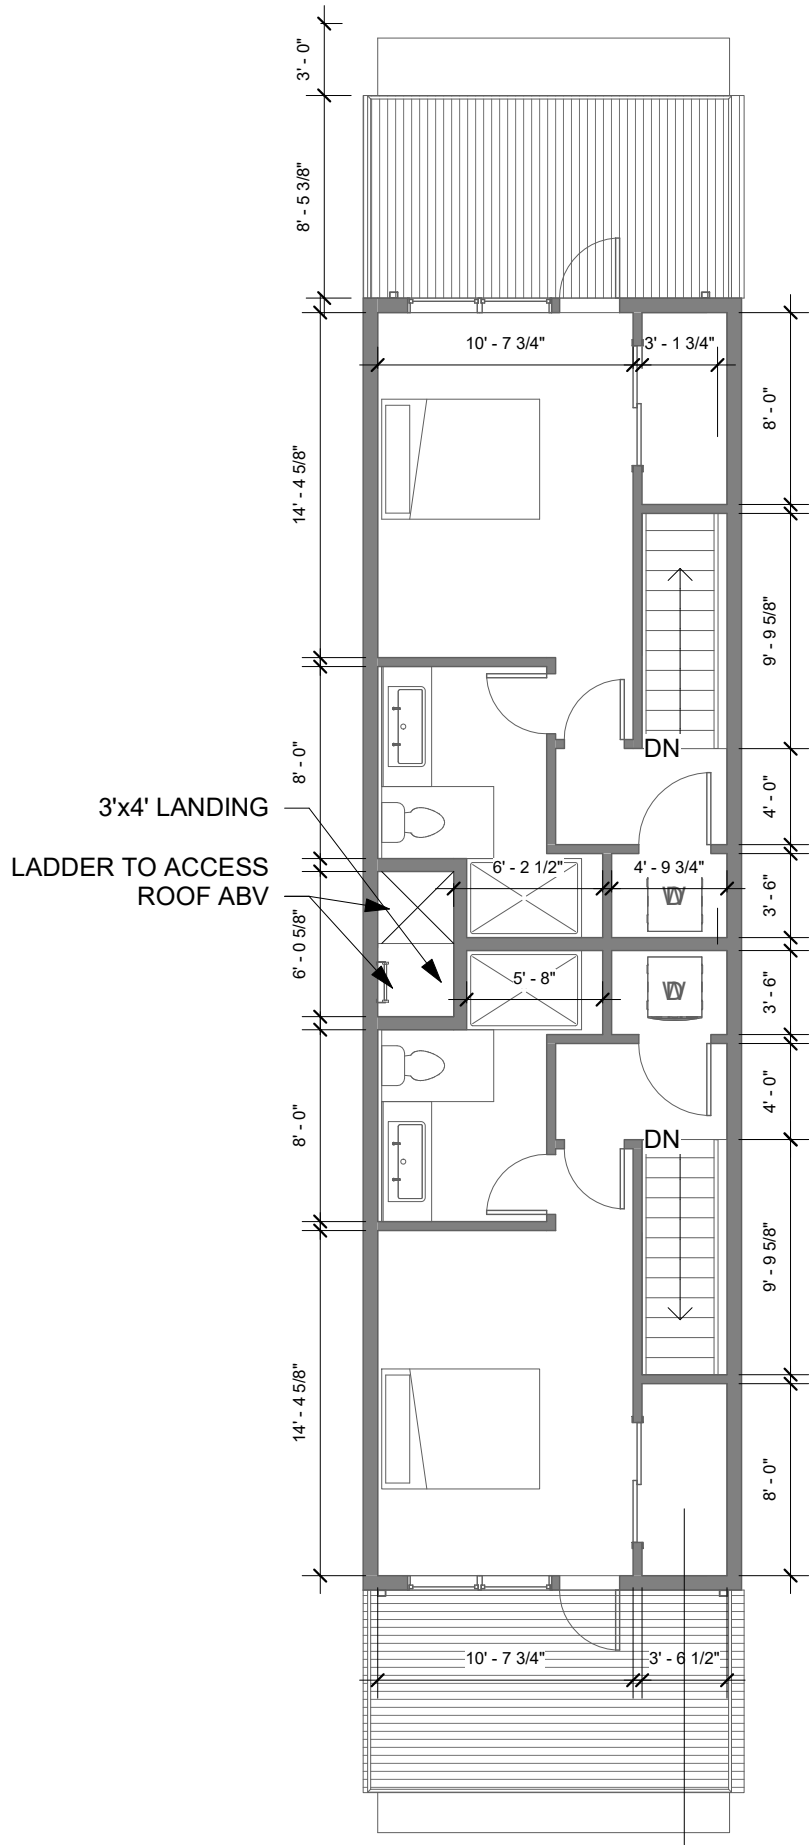 3' - 0"
8' - 5 3/8"
10' - 7 3/4"
3' - 1 3/4"
8' - 0"
14' - 4 5/8"
9' - 9 5/8"
DN
8' - 0"
4' - 0"
3'x4' LANDING
LADDER TO ACCESS
ROOF ABV
6' - 2 1/2"
4' - 9 3/4"
3' - 6"
W
D
6' - 0 5/8"
5' - 8"
W
D
3' - 6"
8' - 0"
4' - 0"
DN
9' - 9 5/8"
14' - 4 5/8"
8' - 0"
10' - 7 3/4"
3' - 6 1/2"